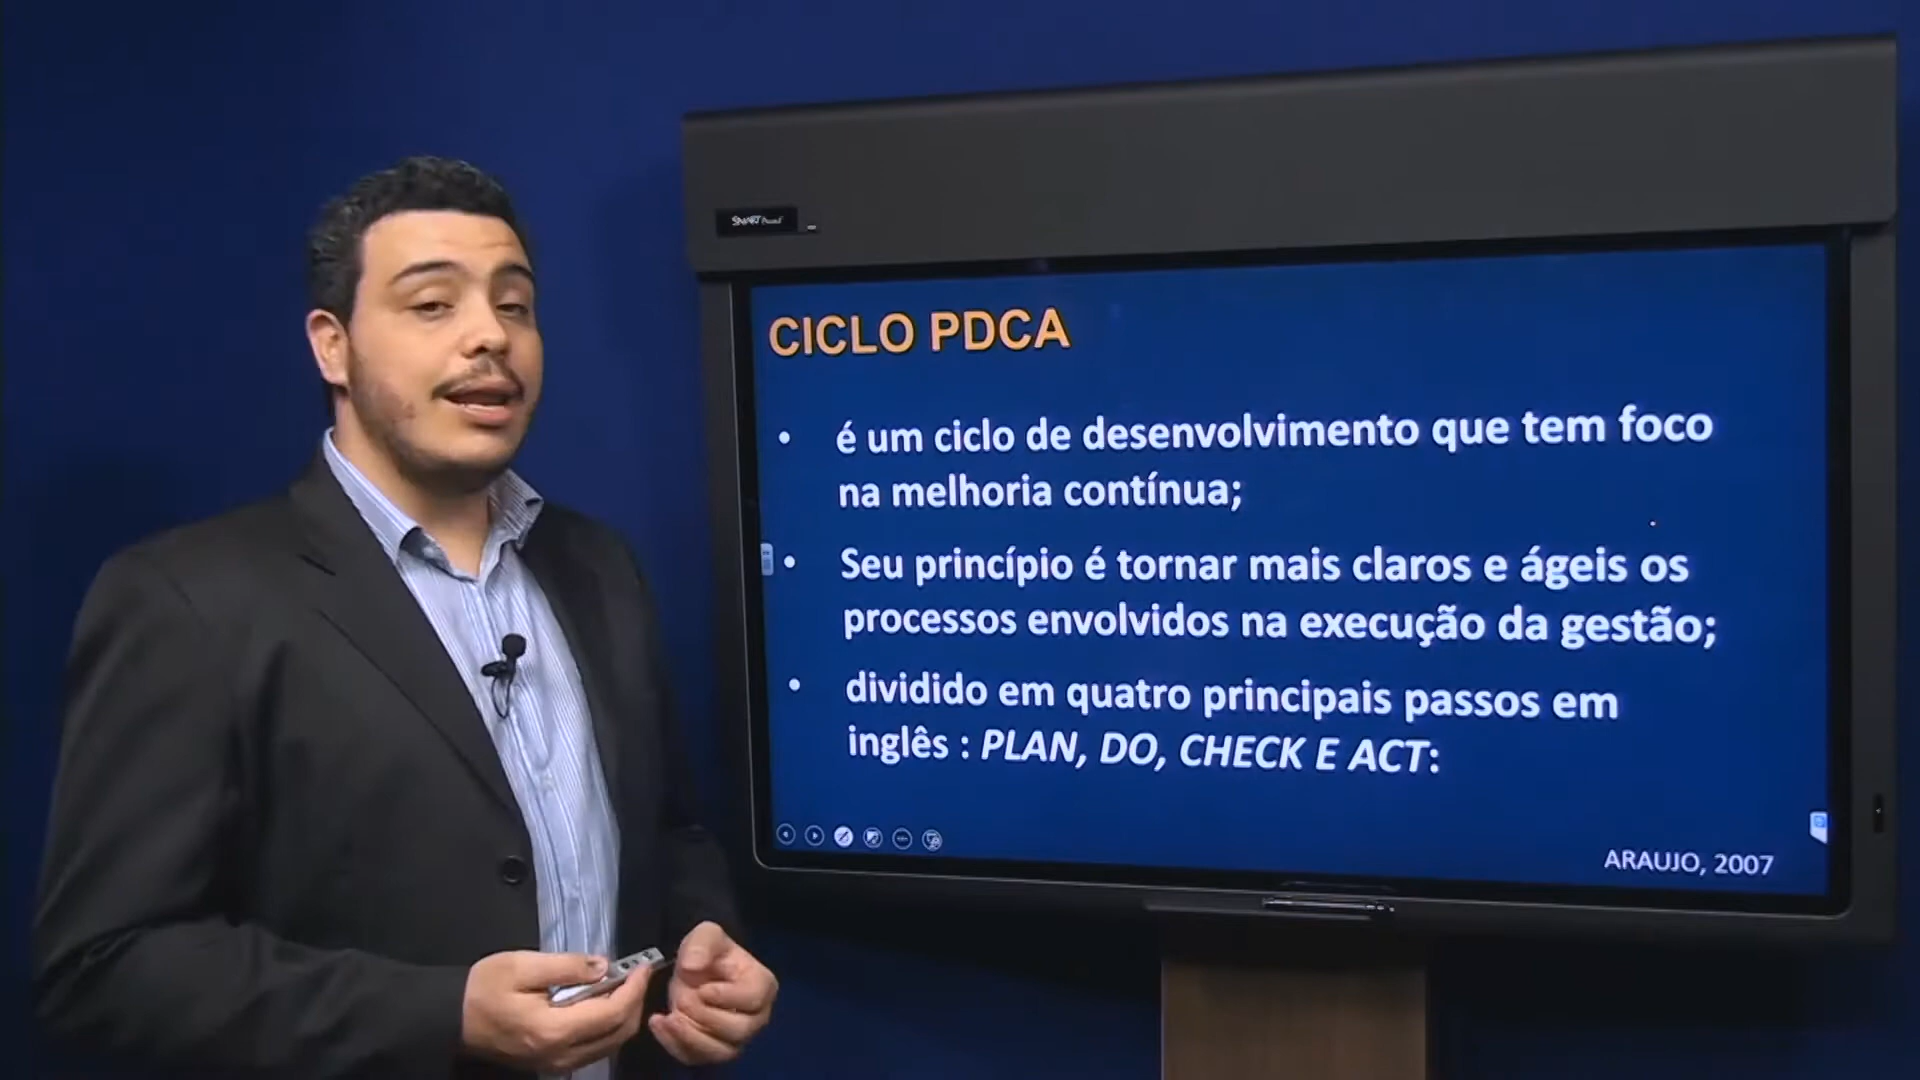 SMART Board
CICLO PDCA
• é um ciclo de desenvolvimento que tem foco
na melhoria contínua;
• Seu princípio é tornar mais claros e ágeis os
processos envolvidos na execução da gestão;
• dividido em quatro principais passos em
inglês : PLAN, DO, CHECK E ACT:
ARAUJO, 2007